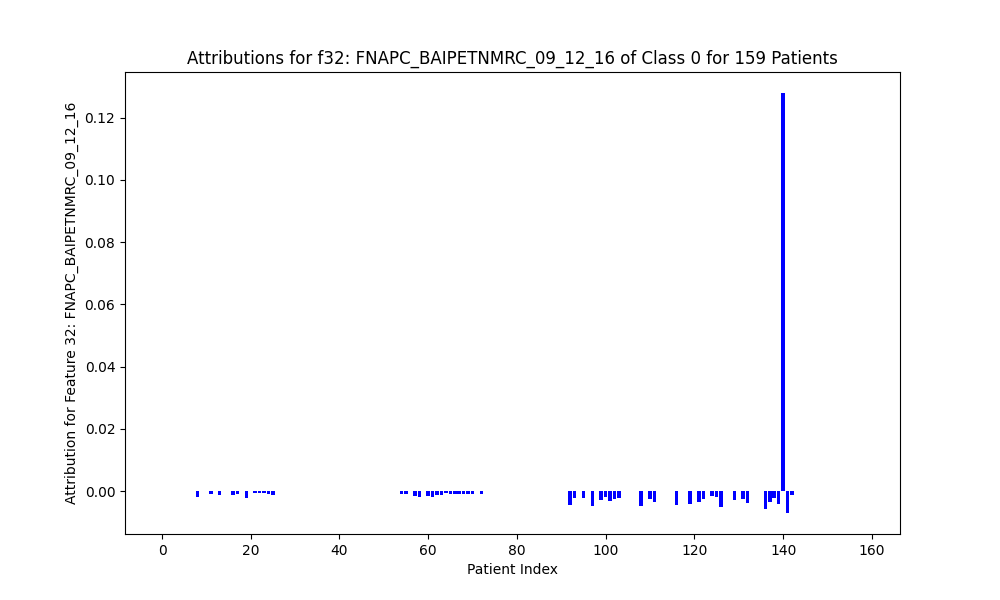 Attributions for f32: FNAPC_BAIPETNMRC_09_12_16 of Class 0 for 159 Patients
Attribution for Feature 32: FNAPC_BAIPETNMRC_09_12_16
0.12
0.10
0.08
0.06
0.04
0.02
0.00
0 20 40 60 80 100 120 140 160
Patient Index